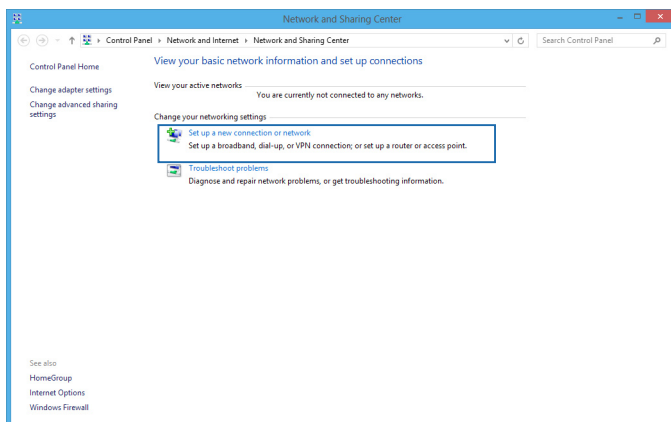 Network and Sharing Center
Control Panel Network and Internet Network and Sharing Center
Search Control Panel
Control Panel Home
Change adapter settings
Change advanced sharing
settings
View your basic network information and set up connections
View your active networks
You are currently not connected to any networks.
Change your networking settings
Set up a new connection or network
Set up a broadband, dial-up, or VPN connection; or set up a router or access point.
Troubleshoot problems
Diagnose and repair network problems, or get troubleshooting information.
See also
HomeGroup
Internet Options
Windows Firewall